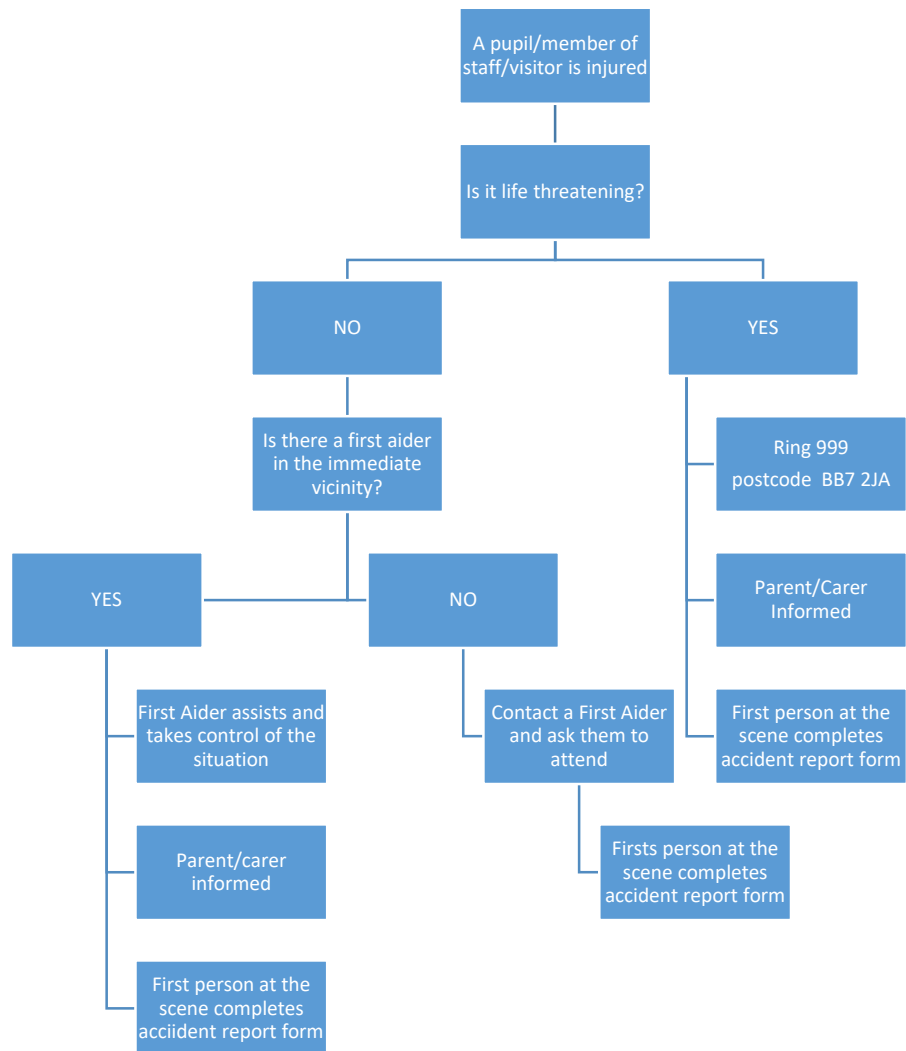 A pupil/member of
staff/visitor is injured
Is it life threatening?
NO
YES
Is there a first aider
in the immediate
vicinity?
Ring 999
postcode BB7 2JA
YES
NO
Parent/Carer
Informed
First Aider assists and
takes control of the
situation
Contact a First Aider
and ask them to
attend
First person at the
scene completes
accident report form
Parent/carer
informed
Firsts person at the
scene completes
accident report form
First person at the
scene completes
acciident report form